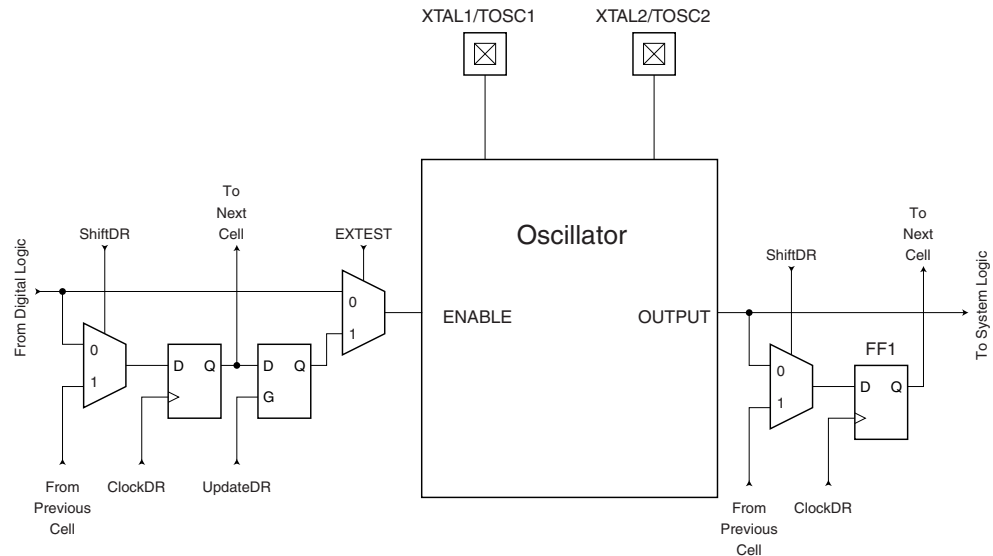 XTAL1/TOSC1
XTAL2/TOSC2
To
Next
Cell
ShiftDR
EXTEST
From Digital Logic
Oscillator
To
Next
Cell
ShiftDR
To System Logic
0
1
0
1
ENABLE
OUTPUT
FF1
D Q
D Q
G
0
1
D Q
From
Previous
Cell
ClockDR
UpdateDR
From
Previous
Cell
ClockDR